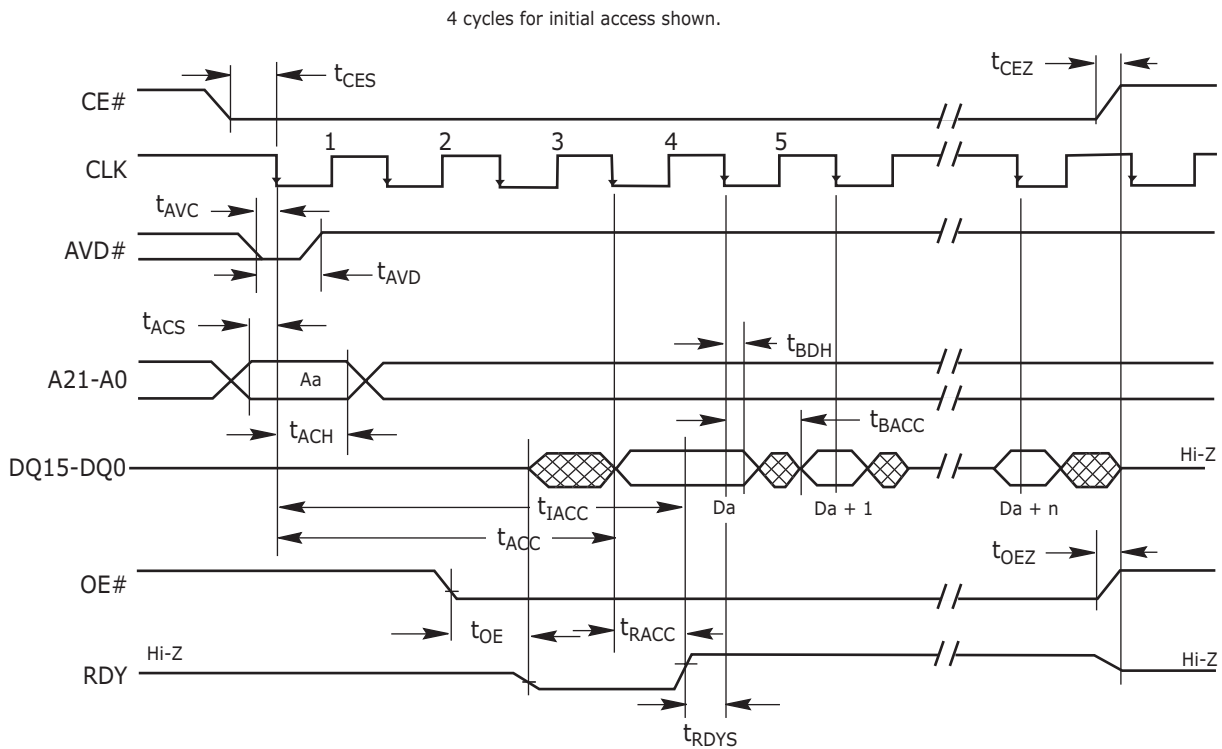 4 cycles for initial access shown.
tCES
tCEZ
CE#
1 2 3 4 5
CLK
tAVC
AVD#
tAVD
tACS
tBDH
A21-A0
Aa
tACH
tBACC
DQ15-DQ0
Hi-Z
tIACC
Da
Da + 1
Da + n
tACC
tOEZ
OE#
tOE
tRACC
Hi-Z
Hi-Z
RDY
tRDYS